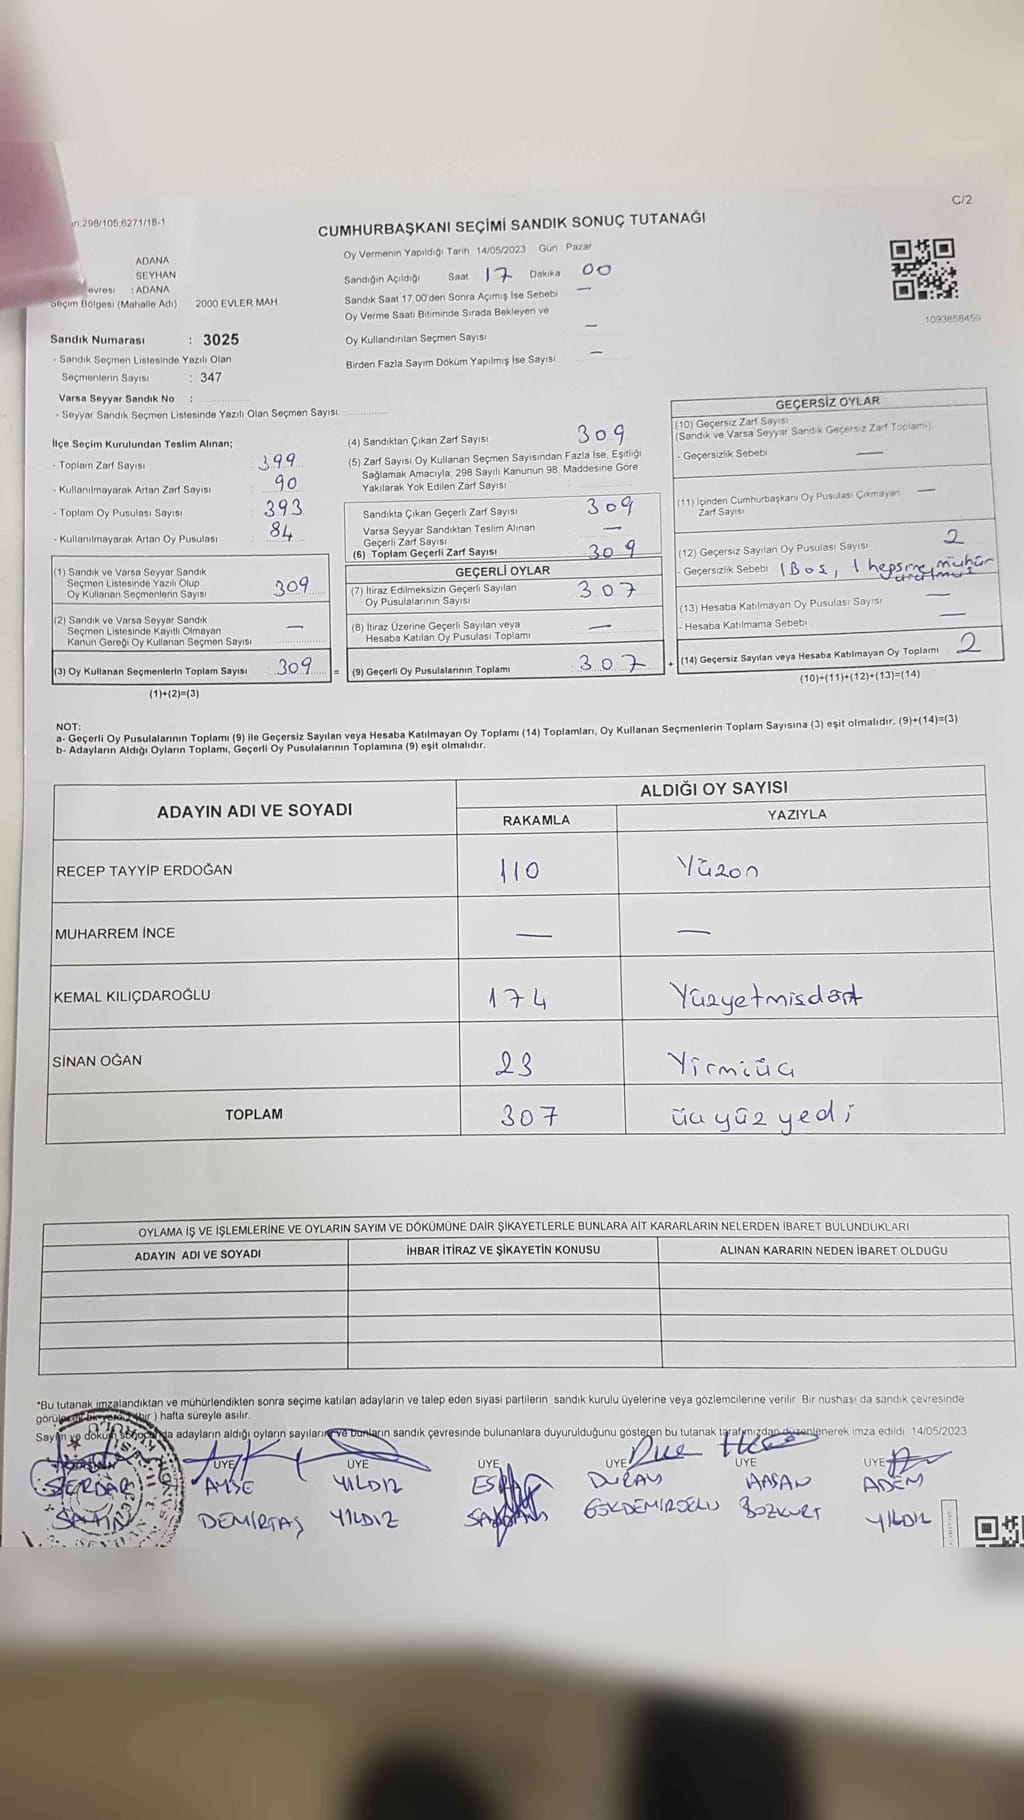 298/105,6271/18-1
C/2
CUMHURBAŞKANI SEÇİMİ SANDIK SONUÇ TUTANAĞI
ADANA
SEYHAN
evresi : ADANA
Seçim Bölgesi (Mahalle Adı) 2000 EVLER MAH.
Sandık Numarası : 3025
- Sandık Seçmen Listesinde Yazılı Olan
Seçmenlerin Sayısı : 347
Varsa Seyyar Sandık No :
- Seyyar Sandık Seçmen Listesinde Yazılı Olan Seçmen Sayısı:
Oy Vermenin Yapıldığı Tarih : 14/05/2023 Gün : Pazar
Sandığın Açıldığı Saat 17 Dakika 00
Sandık Saat 17.00'den Sonra Açımış İse Sebebi —
Oy Verme Saati Bitiminde Sırada Bekleyen ve
Oy Kullandırılan Seçmen Sayısı —
Birden Fazla Sayım Döküm Yapılmış İse Sayısı —
1093858459
İlçe Seçim Kurulundan Teslim Alınan;
- Toplam Zarf Sayısı : 399
- Kullanılmayarak Artan Zarf Sayısı : 90
- Toplam Oy Pusulası Sayısı : 393
- Kullanılmayarak Artan Oy Pusulası : 84
(1) Sandık ve Varsa Seyyar Sandık
Seçmen Listesinde Yazılı Olup
Oy Kullanan Seçmenlerin Sayısı : 309
(2) Sandık ve Varsa Seyyar Sandık
Seçmen Listesinde Kayıtlı Olmayan
Kanun Gereği Oy Kullanan Seçmen Sayısı : —
(3) Oy Kullanan Seçmenlerin Toplam Sayısı : 309 =
(1)+(2)=(3)
(4) Sandıktan Çıkan Zarf Sayısı : 309
(5) Zarf Sayısı Oy Kullanan Seçmen Sayısından Fazla İse, Eşitliği
Sağlamak Amacıyla; 298 Sayılı Kanunun 98. Maddesine Göre
Yakılarak Yok Edilen Zarf Sayısı :
Sandıkta Çıkan Geçerli Zarf Sayısı : 309
Varsa Seyyar Sandıktan Teslim Alınan
Geçerli Zarf Sayısı : —
(6) Toplam Geçerli Zarf Sayısı : 309
GEÇERLİ OYLAR
(7) İtiraz Edilmeksizin Geçerli Sayılan
Oy Pusulalarının Sayısı : 307
(8) İtiraz Üzerine Geçerli Sayılan veya
Hesaba Katılan Oy Pusulası Toplamı : —
(9) Geçerli Oy Pusulalarının Toplamı : 307 +
GEÇERSİZ OYLAR
(10) Geçersiz Zarf Sayısı
(Sandık ve Varsa Seyyar Sandık Geçersiz Zarf Toplamı)
- Geçersizlik Sebebi —
(11) İçinden Cumhurbaşkanı Oy Pusulası Çıkmayan —
Zarf Sayısı
(12) Geçersiz Sayılan Oy Pusulası Sayısı 2
- Geçersizlik Sebebi 1 Boş, 1 hepsine mühür
(13) Hesaba Katılmayan Oy Pusulası Sayısı —
- Hesaba Katılmama Sebebi —
(14) Geçersiz Sayılan veya Hesaba Katılmayan Oy Toplamı 2
(10)+(11)+(12)+(13)=(14)
NOT:
a- Geçerli Oy Pusulalarının Toplamı (9) ile Geçersiz Sayılan veya Hesaba Katılmayan Oy Toplamı (14) Toplamları, Oy Kullanan Seçmenlerin Toplam Sayısına (3) eşit olmalıdır. (9)+(14)=(3)
b- Adayların Aldığı Oyların Toplamı, Geçerli Oy Pusulalarının Toplamına (9) eşit olmalıdır.
ADAYIN ADI VE SOYADI ALDIĞI OY SAYISI
RAKAMLA YAZIYLA
RECEP TAYYİP ERDOĞAN 110 Yüzon
MUHARREM İNCE — —
KEMAL KILIÇDAROĞLU 174 Yüzyetmisdört
SİNAN OĞAN 23 Yirmiüç
TOPLAM 307 üç yüz yedi
OYLAMA İŞ VE İŞLEMLERİNE VE OYLARIN SAYIM VE DÖKÜMÜNE DAİR ŞİKAYETLERLE BUNLARA AİT KARARLARIN NELERDEN İBARET BULUNDUKLARI
ADAYIN ADI VE SOYADI İHBAR İTİRAZ VE ŞİKAYETİN KONUSU ALINAN KARARIN NEDEN İBARET OLDUĞU
*Bu tutanak imzalandıktan ve mühürlendikten sonra seçime katılan adayların ve talep eden siyasi partilerin sandık kurulu üyelerine veya gözlemcilerine verilir. Bir nüshası da sandık çevresinde
bir ) hafta süreyle asılır.
adayların aldığı oyların sayılarını ve bunların sandık çevresinde bulunanlara duyurulduğunu gösteren bu tutanak tarafımızdan düzenlenerek imza edildi. 14/05/2023
ÜYE ÜYE ÜYE ÜYE ÜYE ÜYE
SERDAR AYŞE YILDIZ DURAN HASAN ADEM
DEMİRTAŞ YILDIZ GÖKDEMİROĞLU BOZKURT YILDIZ